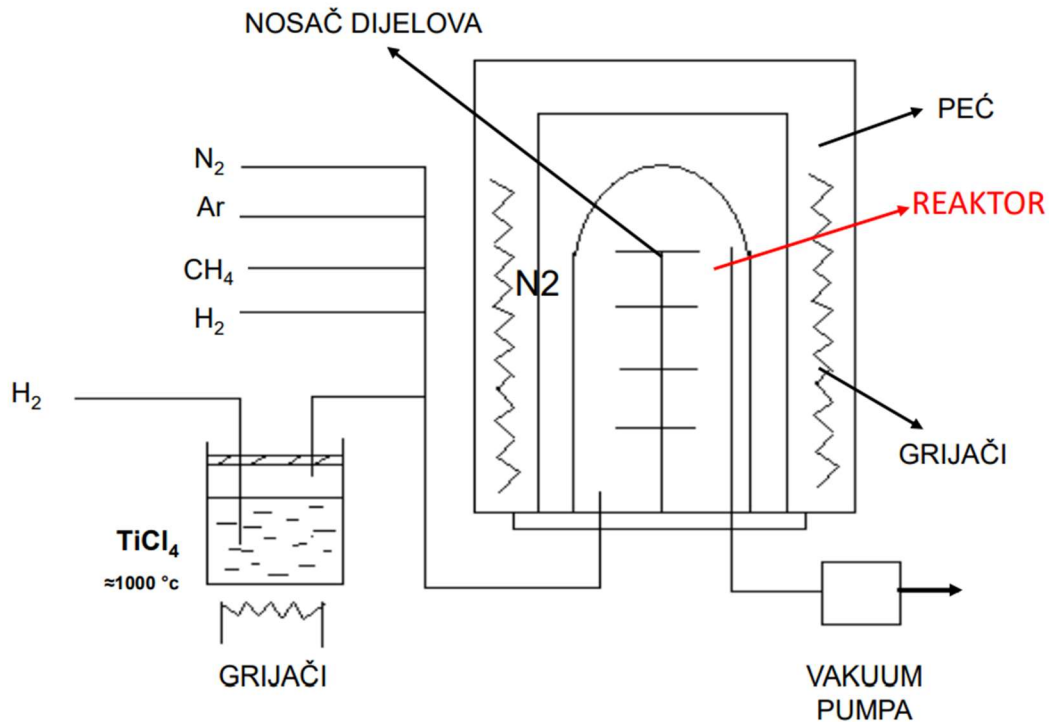 NOSAČ DIJELOVA
PEĆ
N₂
Ar
REAKTOR
CH₄
N2
H₂
H₂
GRIJAČI
TiCl₄
≈1000 °c
GRIJAČI
VAKUUM
PUMPA